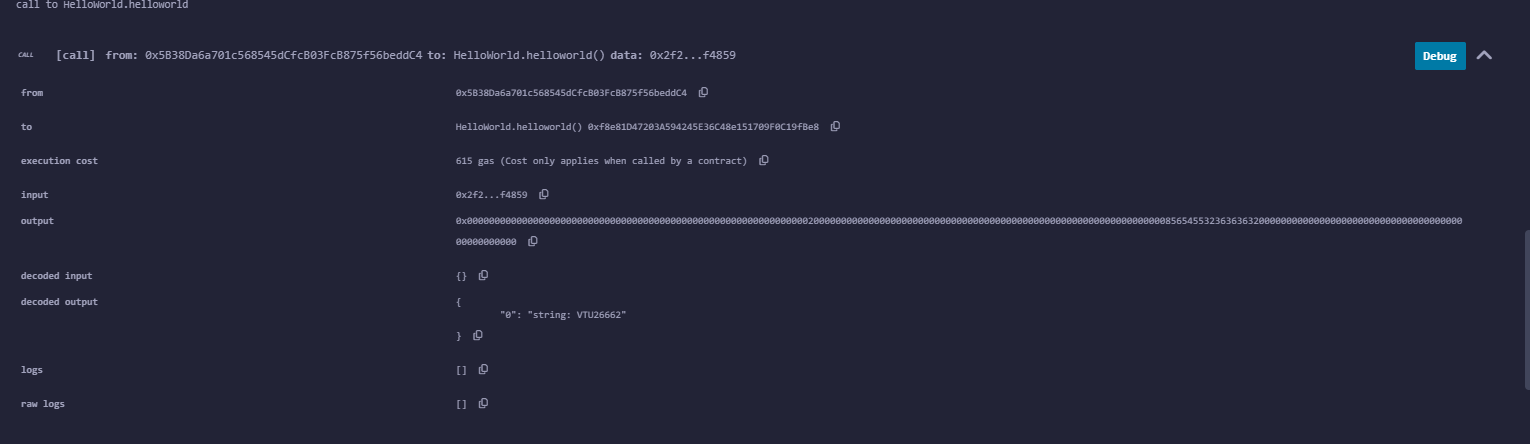 call to HelloWorld.helloworld
CALL [call] from: 0x5B38Da6a701c568545dCfcB03FcB875f56beddC4 to: HelloWorld.helloworld() data: 0x2f2...f4859 Debug
from 0x5B38Da6a701c568545dCfcB03FcB875f56beddC4
to HelloWorld.helloworld() 0xf8e81D47203A594245E36C48e151709F0C19fBe8
execution cost 615 gas (Cost only applies when called by a contract)
input 0x2f2...f4859
output 0x00000000000000000000000000000000000000000000000000000000000000200000000000000000000000000000000000000000000000000000000000000008565455323636363200000000000000000000000000000000000000
00000000000
decoded input {}
decoded output {
"0": "string: VTU26662"
}
logs []
raw logs []